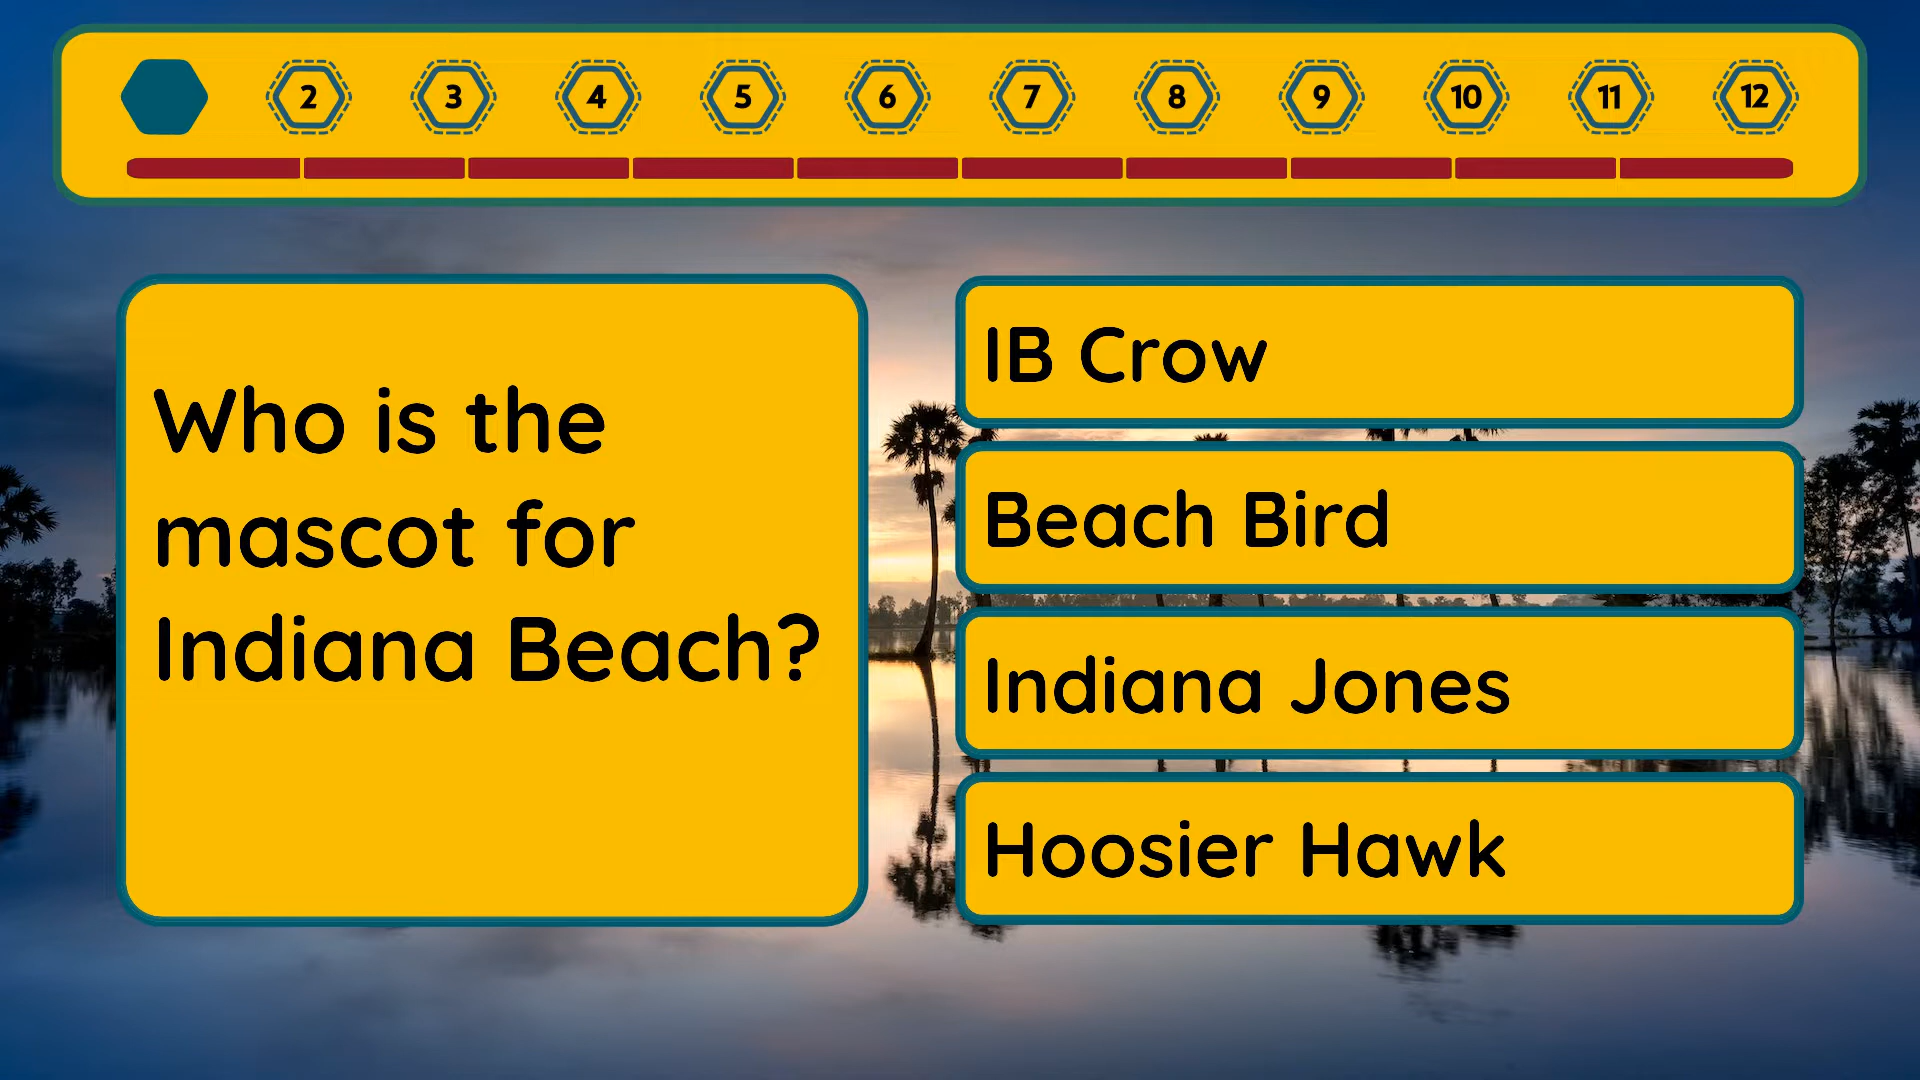 2 3 4 5 6 7 8 9 10 11 12
Who is the
mascot for
Indiana Beach?
IB Crow
Beach Bird
Indiana Jones
Hoosier Hawk